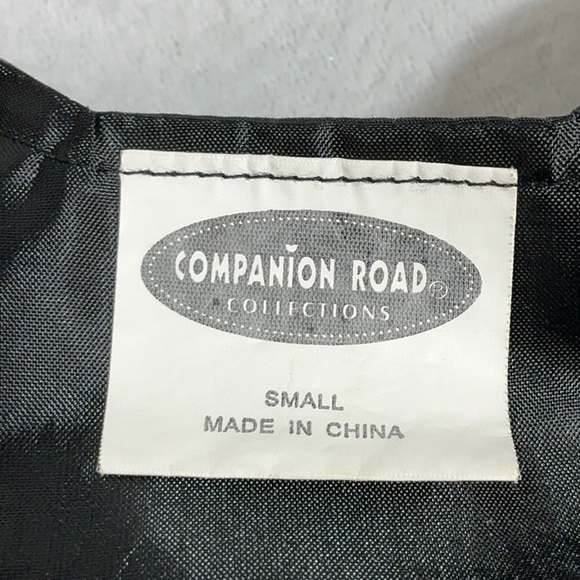 COMPANION ROAD®
COLLECTIONS
SMALL
MADE IN CHINA